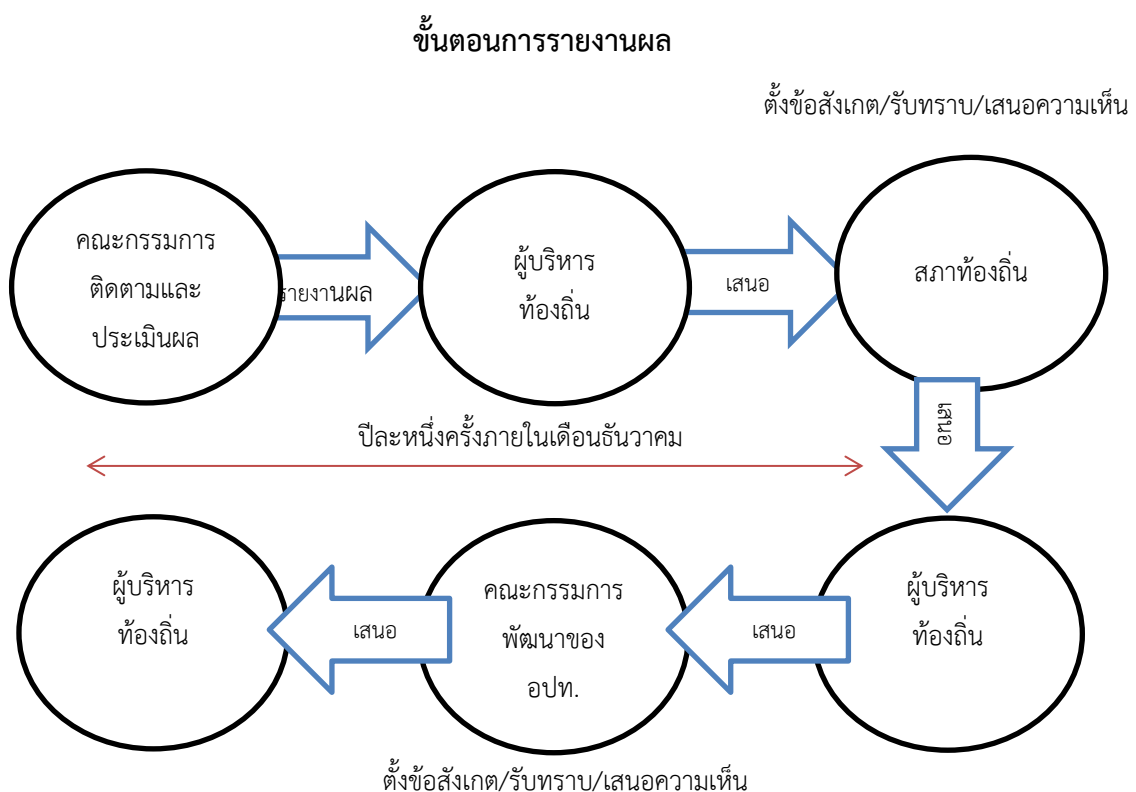 ขั้นตอนการรายงานผล
ตั้งข้อสังเกต/รับทราบ/เสนอความเห็น
คณะกรรมการ
ติดตามและ
ประเมินผล
รายงานผล
ผู้บริหาร
ท้องถิ่น
เสนอ
สภาท้องถิ่น
เสนอ
ปีละหนึ่งครั้งภายในเดือนธันวาคม
ผู้บริหาร
ท้องถิ่น
เสนอ
คณะกรรมการ
พัฒนาของ
อปท.
เสนอ
ผู้บริหาร
ท้องถิ่น
ตั้งข้อสังเกต/รับทราบ/เสนอความเห็น